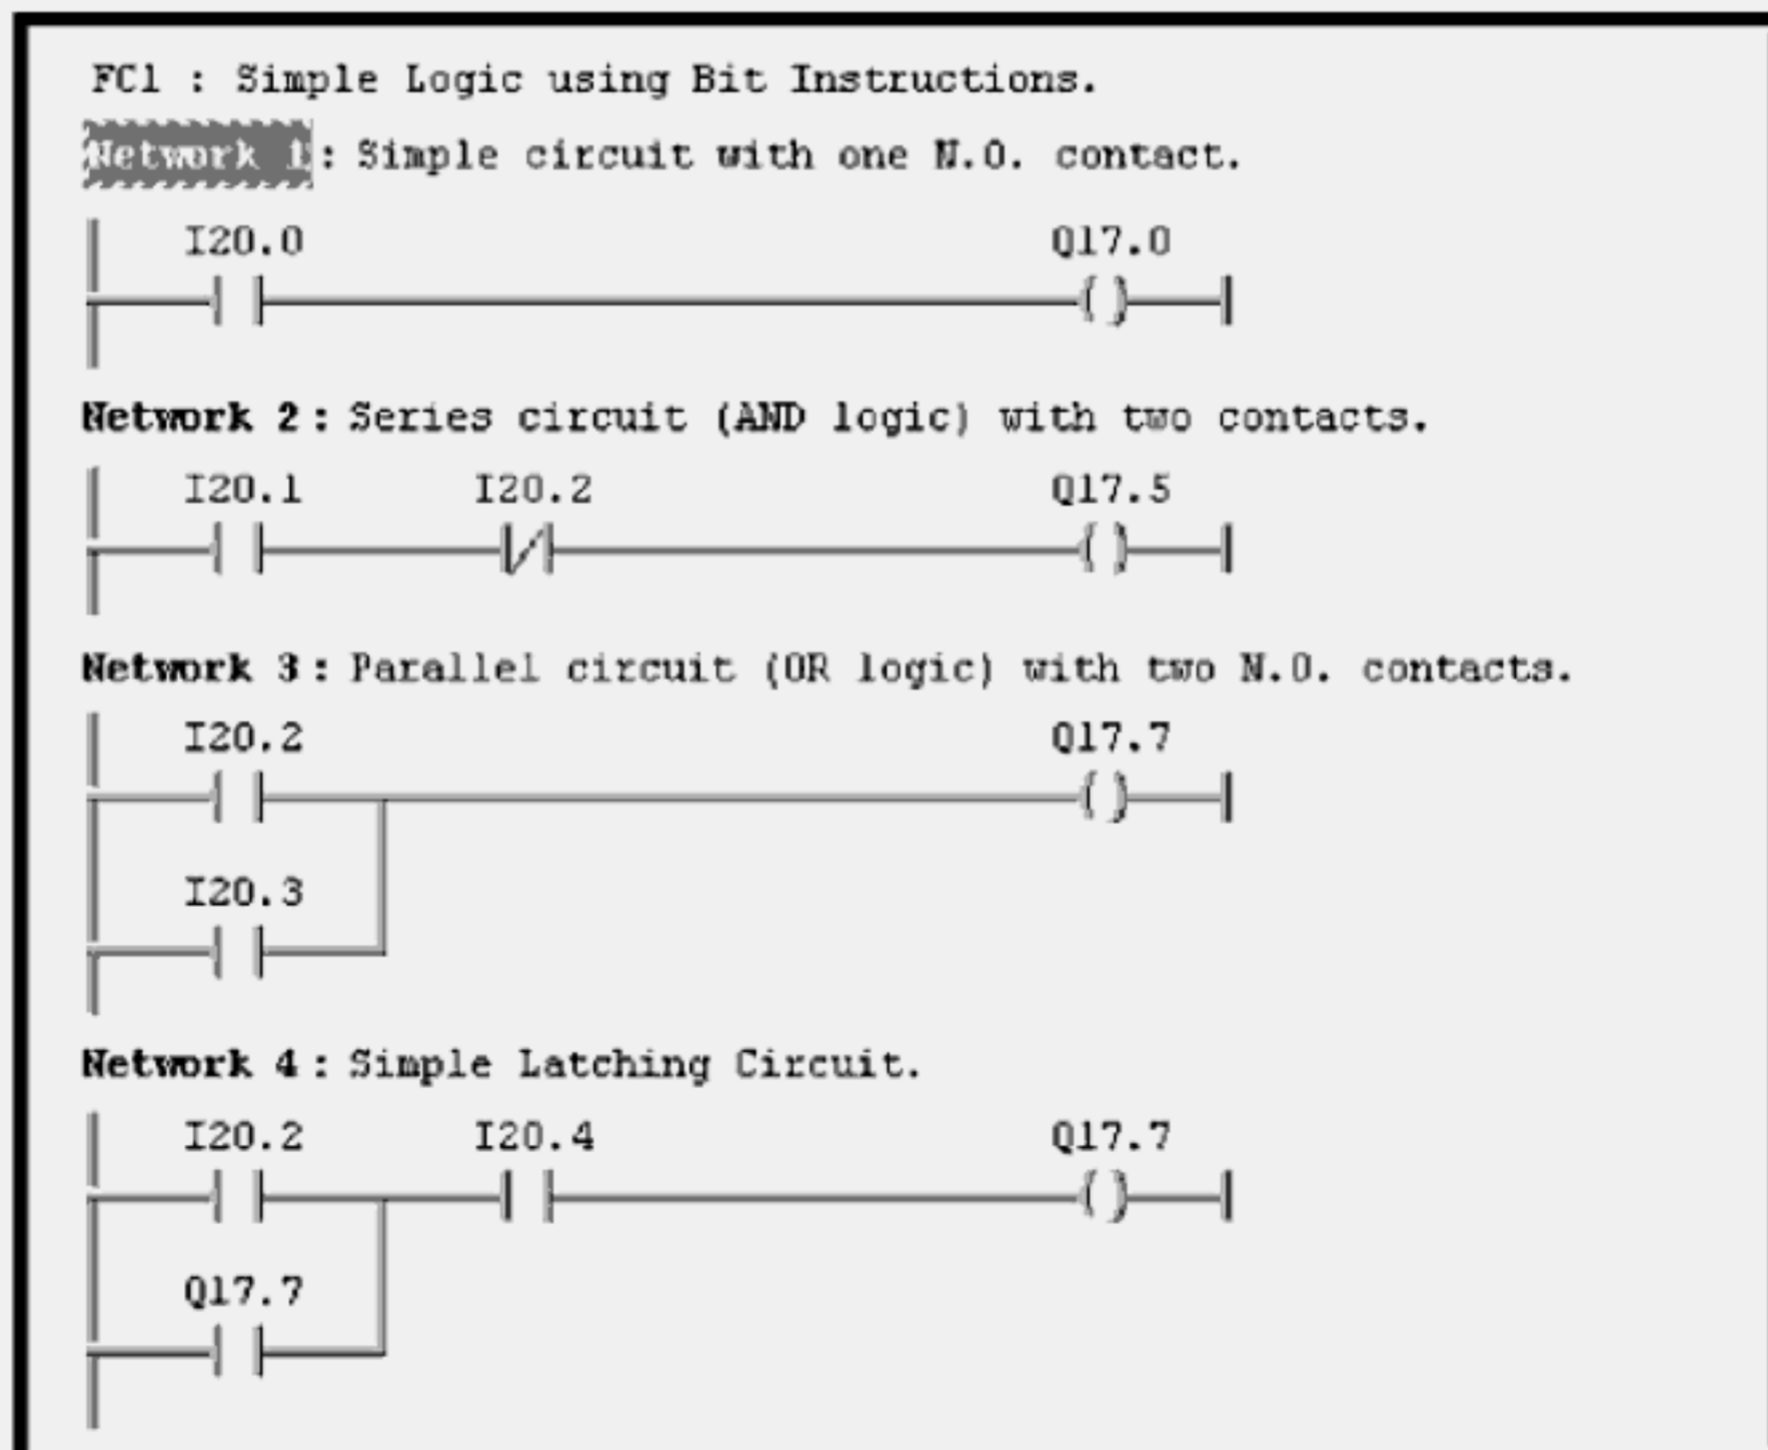 FC1 : Simple Logic using Bit Instructions.
Network 1: Simple circuit with one N.O. contact.
I20.0 Q17.0
Network 2: Series circuit (AND logic) with two contacts.
I20.1 I20.2 Q17.5
Network 3: Parallel circuit (OR logic) with two N.O. contacts.
I20.2 Q17.7
I20.3
Network 4: Simple Latching Circuit.
I20.2 I20.4 Q17.7
Q17.7